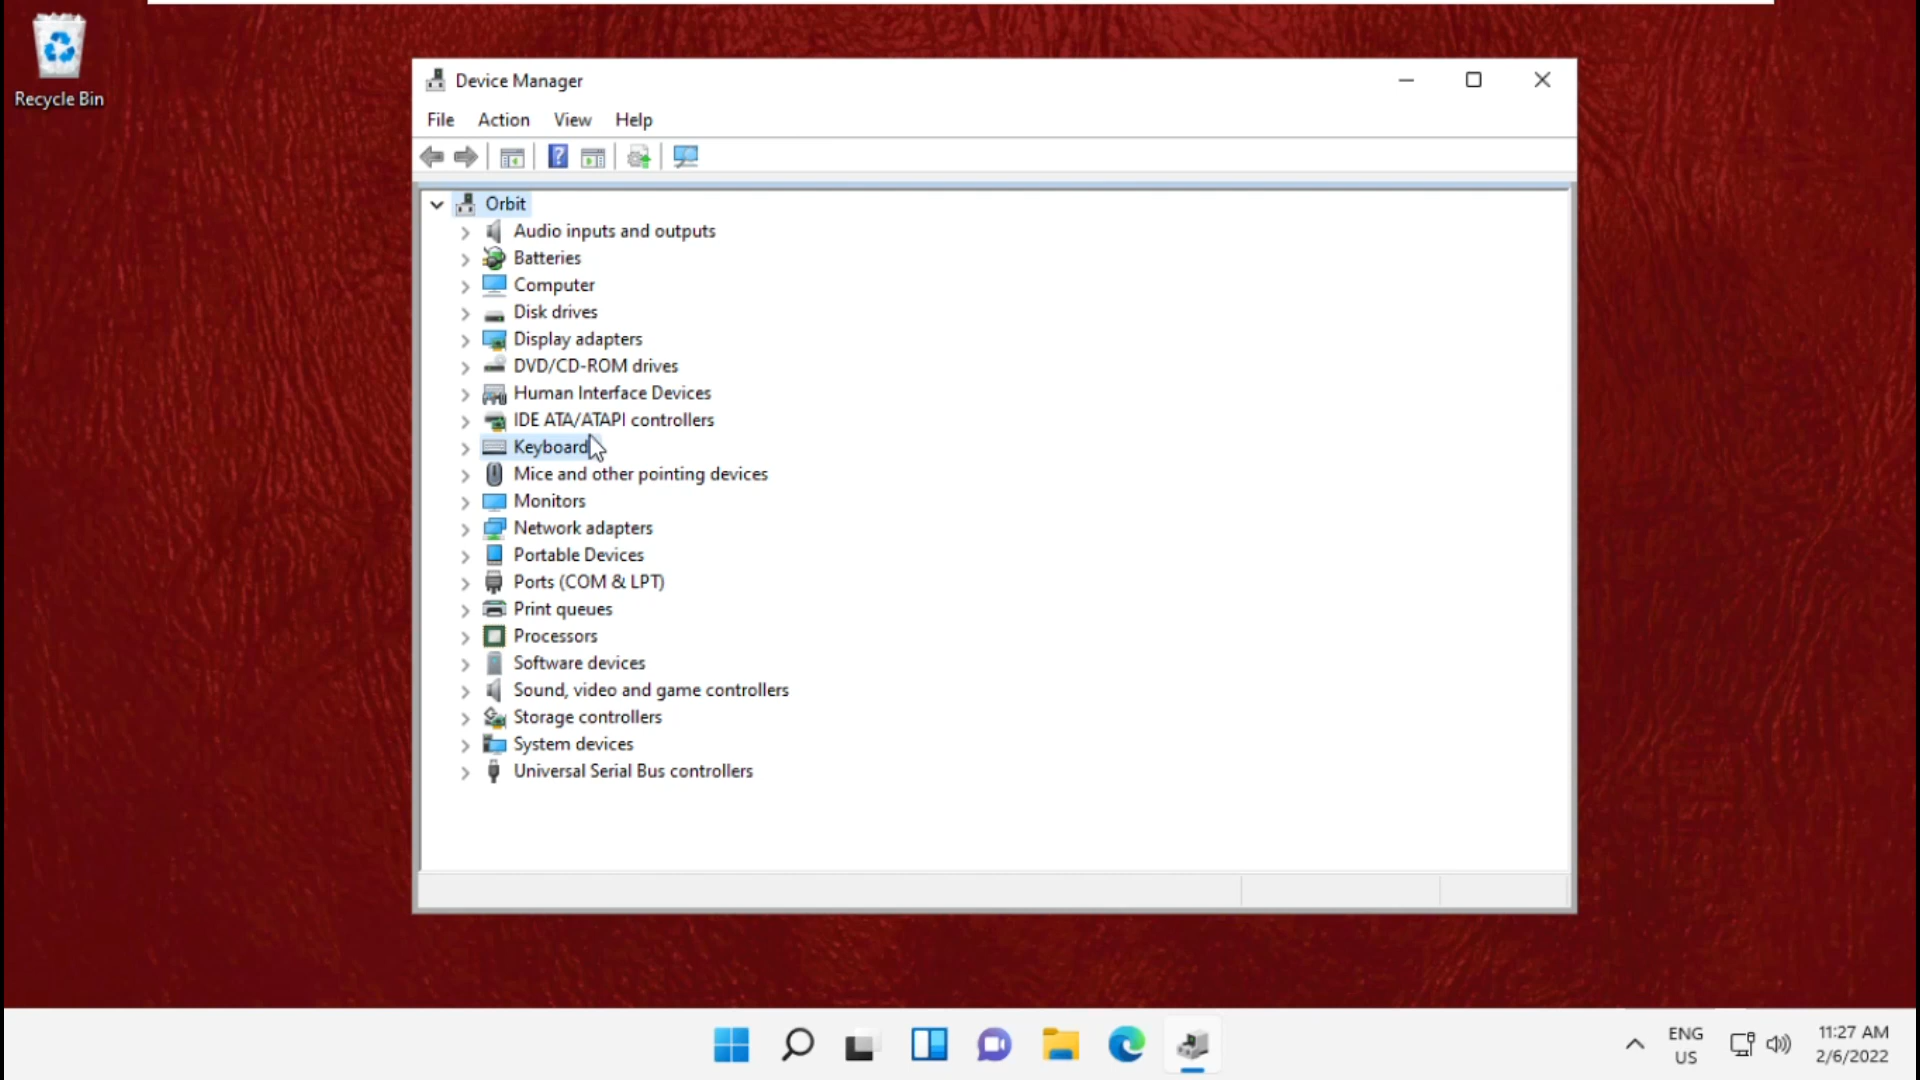 Recycle Bin
Device Manager
File Action View Help
Orbit
Audio inputs and outputs
Batteries
Computer
Disk drives
Display adapters
DVD/CD-ROM drives
Human Interface Devices
IDE ATA/ATAPI controllers
Keyboard
Mice and other pointing devices
Monitors
Network adapters
Portable Devices
Ports (COM & LPT)
Print queues
Processors
Software devices
Sound, video and game controllers
Storage controllers
System devices
Universal Serial Bus controllers
ENG
US
11:27 AM
2/6/2022